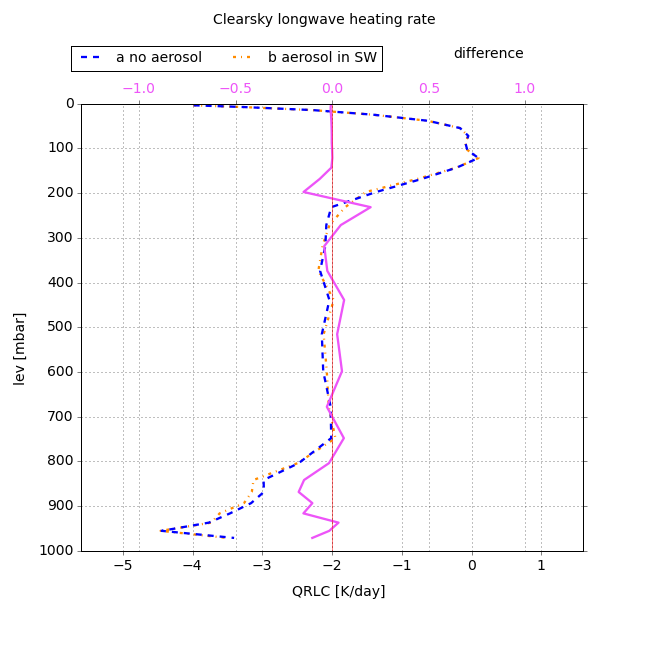 Clearsky longwave heating rate
a no aerosol b aerosol in SW difference
−1.0 −0.5 0.0 0.5 1.0
0
100
200
300
400
500
600
700
800
900
1000
lev [mbar]
−5 −4 −3 −2 −1 0 1
QRLC [K/day]